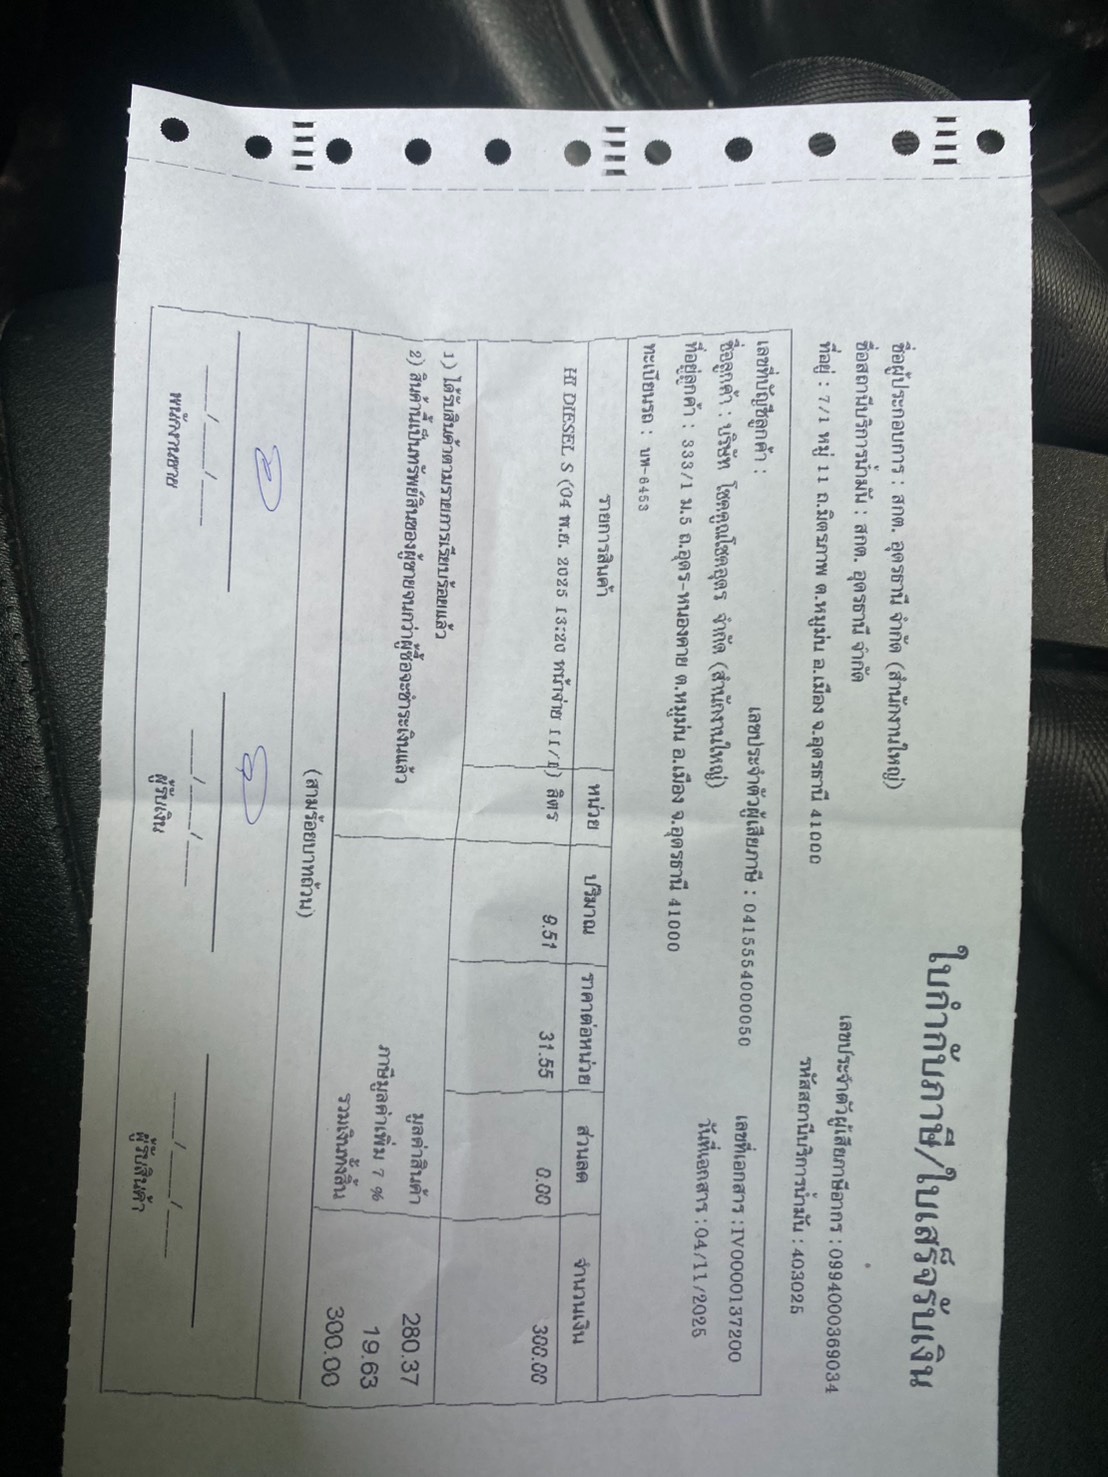 ใบกำกับภาษี/ใบเสร็จรับเงิน
ชื่อผู้ประกอบการ : สกต. อุดรธานี จำกัด (สำนักงานใหญ่)
เลขประจำตัวผู้เสียภาษีอากร : 0994000369034
ชื่อสถานีบริการน้ำมัน : สกต. อุดรธานี จำกัด
รหัสสถานีบริการน้ำมัน : 403025
ที่อยู่ : 7/1 หมู่ 11 ถ.มิตรภาพ ต.หมูม่น อ.เมือง จ.อุดรธานี 41000
เลขที่บัญชีลูกค้า :
เลขประจำตัวผู้เสียภาษี : 0415554000050
เลขที่เอกสาร : IV0000137200
ชื่อลูกค้า : บริษัท โชคคูณโชคอุดร จำกัด (สำนักงานใหญ่)
วันที่เอกสาร : 04/11/2025
ที่อยู่ลูกค้า : 333/1 ม.5 ถ.อุดร-หนองคาย ต.หมูม่น อ.เมือง จ.อุดรธานี 41000
ทะเบียนรถ : บท-6453
รายการสินค้า หน่วย ปริมาณ ราคาต่อหน่วย ส่วนลด จำนวนเงิน
HI DIESEL S (04 พ.ย. 2025 13:20 หน้าจ่าย 11/1) ลิตร 9.51 31.55 0.00 300.00
1) ได้รับสินค้าตามรายการเรียบร้อยแล้ว
2) สินค้านี้เป็นทรัพย์สินของผู้ขายจนกว่าผู้ซื้อจะชำระเงินแล้ว
มูลค่าสินค้า 280.37
ภาษีมูลค่าเพิ่ม 7 % 19.63
รวมเงินทั้งสิ้น 300.00
(สามร้อยบาทถ้วน)
___/___/___ ___/___/___ ___/___/___
พนักงานขาย ผู้รับเงิน ผู้รับสินค้า